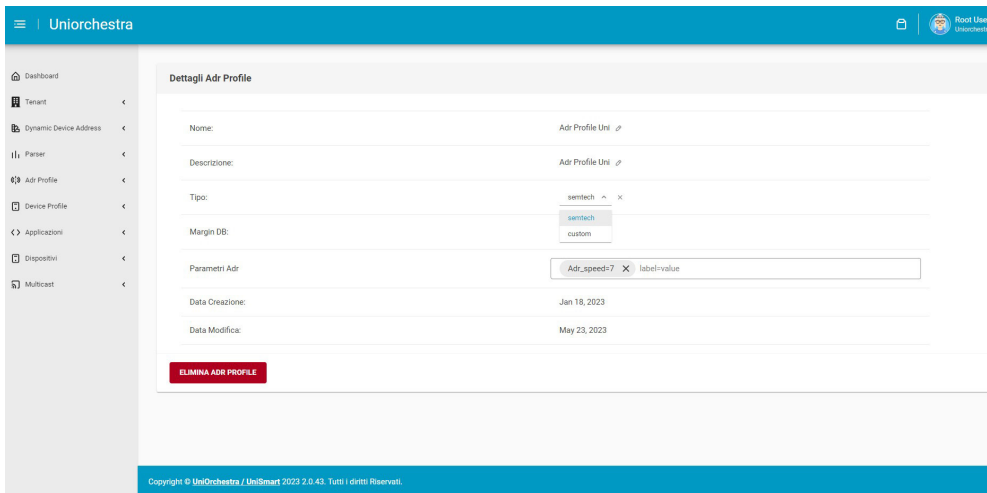 Uniorchestra
Root Use
Uniorchestr
Dashboard
Tenant
Dynamic Device Address
Parser
Adr Profile
Device Profile
Applicazioni
Dispositivi
Multicast
Dettagli Adr Profile
Nome: Adr Profile Uni
Descrizione: Adr Profile Uni
Tipo: semtech
semtech
custom
Margin DB:
Parametri Adr Adr_speed=7 label=value
Data Creazione: Jan 18, 2023
Data Modifica: May 23, 2023
ELIMINA ADR PROFILE
Copyright © UniOrchestra / UniSmart 2023 2.0.43. Tutti i diritti Riservati.